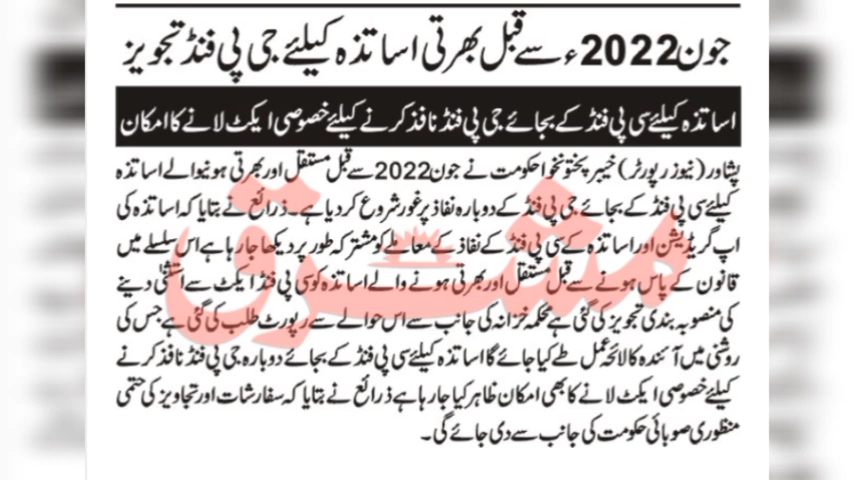 جون 2022ء سے قبل بھرتی اساتذہ کیلئے جی پی فنڈ تجویز
اساتذہ کیلئے سی پی فنڈ کے بجائے جی پی فنڈ نافذ کرنے کیلئے خصوصی ایکٹ لانے کا امکان
پشاور (نیوز رپورٹر) خیبر پختونخوا حکومت نے جون 2022 سے قبل مستقل اور بھرتی ہونیوالے اساتذہ
کیلئے سی پی فنڈ کے بجائے جی پی فنڈ کے دوبارہ نفاذ پر غور شروع کر دیا ہے۔ ذرائع نے بتایا کہ اساتذہ کی
اپ گریڈیشن اور اساتذہ کے سی پی فنڈ کے نفاذ کے معاملے کو مشترکہ طور پر دیکھا جا رہا ہے اس سلسلے میں
قانون کے پاس ہونے سے قبل مستقل اور بھرتی ہونے والے اساتذہ کو سی پی فنڈ ایکٹ سے استثنیٰ دینے
کی منصوبہ بندی تجویز کی گئی ہے محکمہ خزانہ کی جانب سے اس حوالے سے رپورٹ طلب کی گئی ہے جس کی
روشنی میں آئندہ کا لائحہ عمل طے کیا جائے گا اساتذہ کیلئے سی پی فنڈ کے بجائے دوبارہ جی پی فنڈ نافذ کرنے
کیلئے خصوصی ایکٹ لانے کا بھی امکان ظاہر کیا جا رہا ہے ذرائع نے بتایا کہ سفارشات اور تجاویز کی حتمی
منظوری صوبائی حکومت کی جانب سے دی جائے گی۔
مشرق